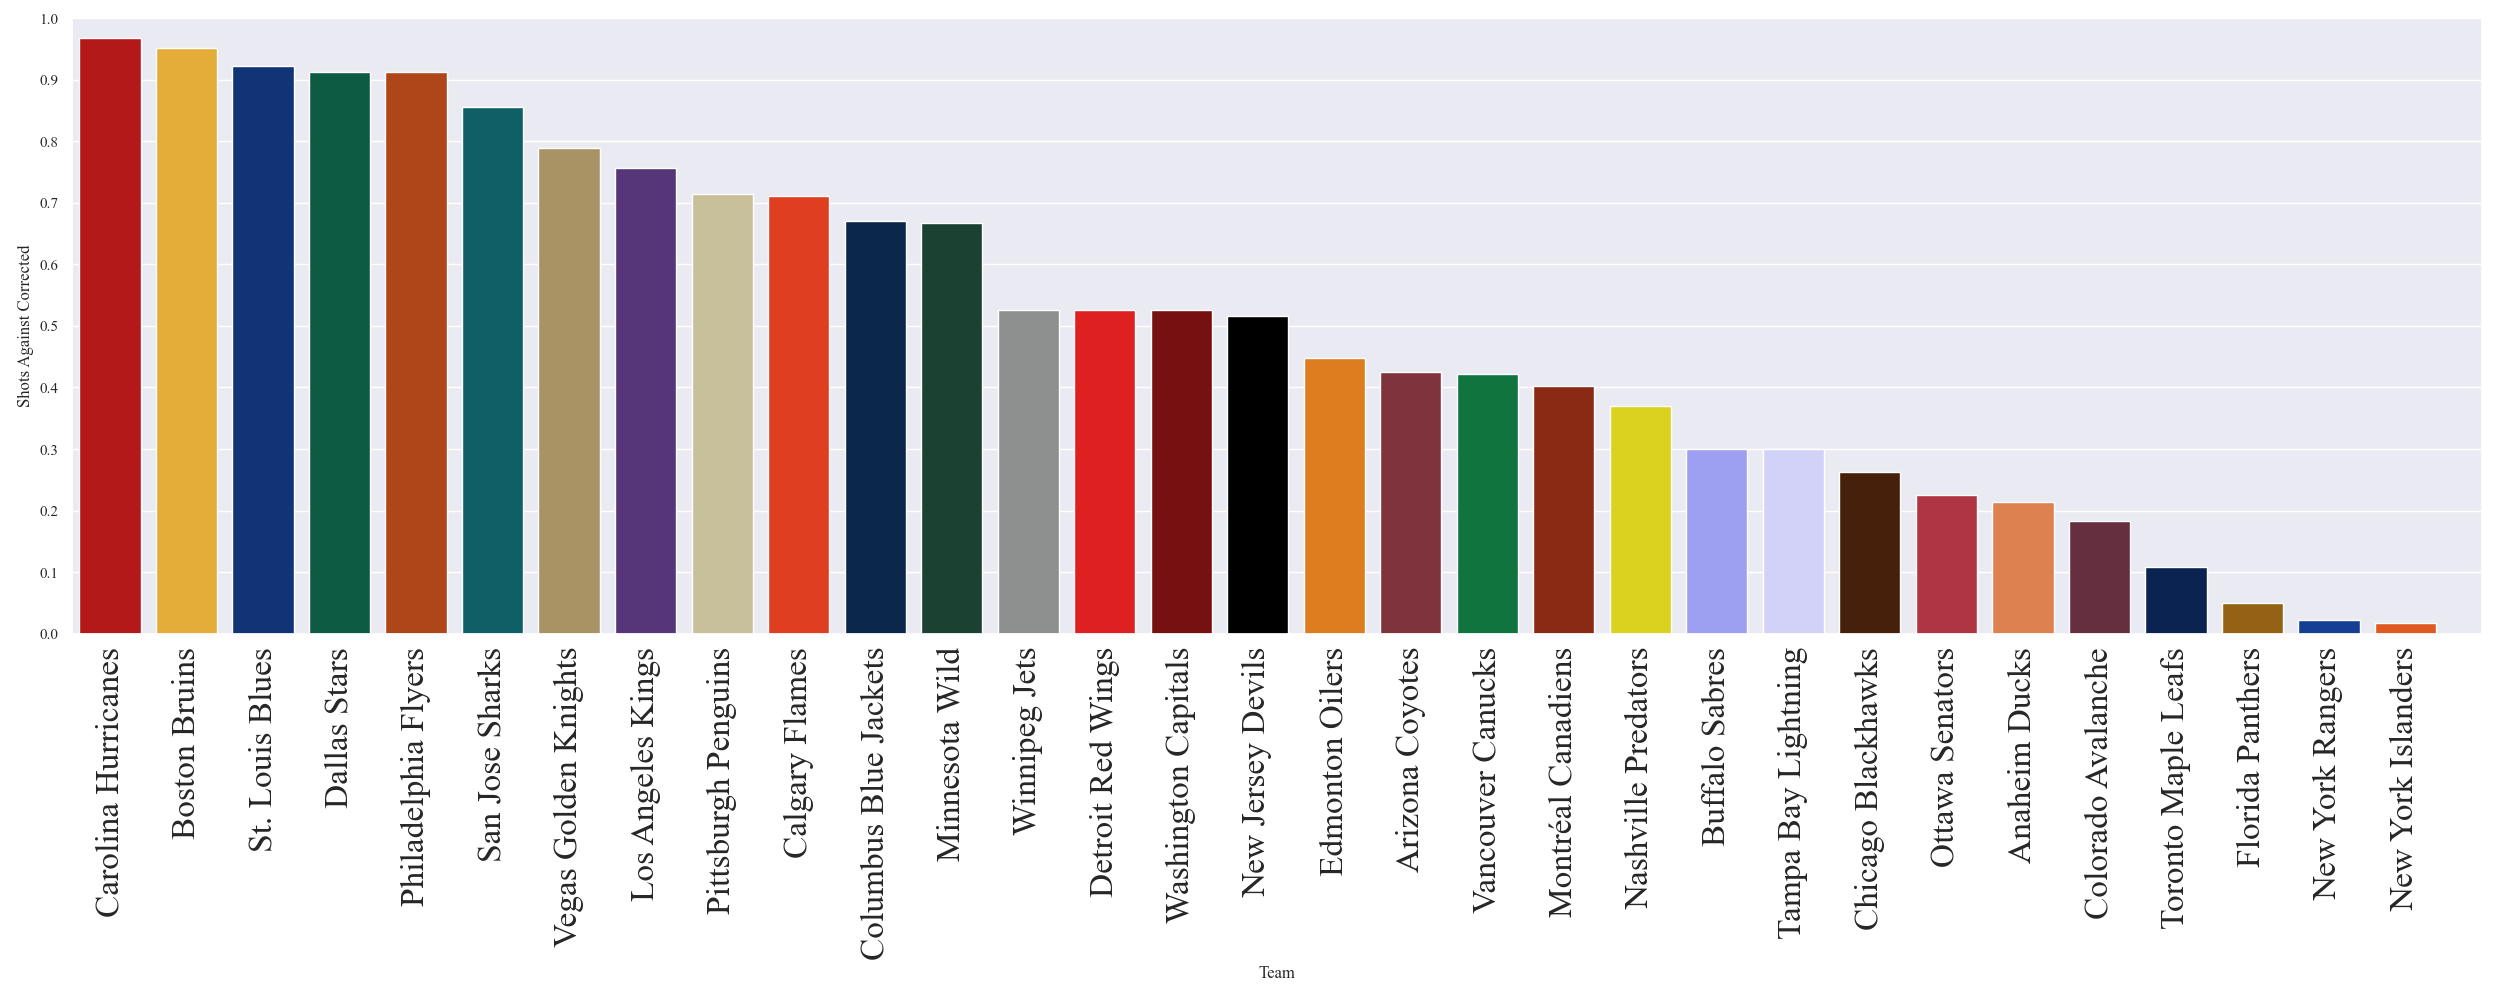 1.0
0.9
0.8
0.7
0.6
0.5
0.4
0.3
0.2
0.1
0.0
Shots Against Corrected
Carolina Hurricanes
Boston Bruins
St. Louis Blues
Dallas Stars
Philadelphia Flyers
San Jose Sharks
Vegas Golden Knights
Los Angeles Kings
Pittsburgh Penguins
Calgary Flames
Columbus Blue Jackets
Minnesota Wild
Winnipeg Jets
Detroit Red Wings
Washington Capitals
New Jersey Devils
Edmonton Oilers
Arizona Coyotes
Vancouver Canucks
Montréal Canadiens
Nashville Predators
Buffalo Sabres
Tampa Bay Lightning
Chicago Blackhawks
Ottawa Senators
Anaheim Ducks
Colorado Avalanche
Toronto Maple Leafs
Florida Panthers
New York Rangers
New York Islanders
Team